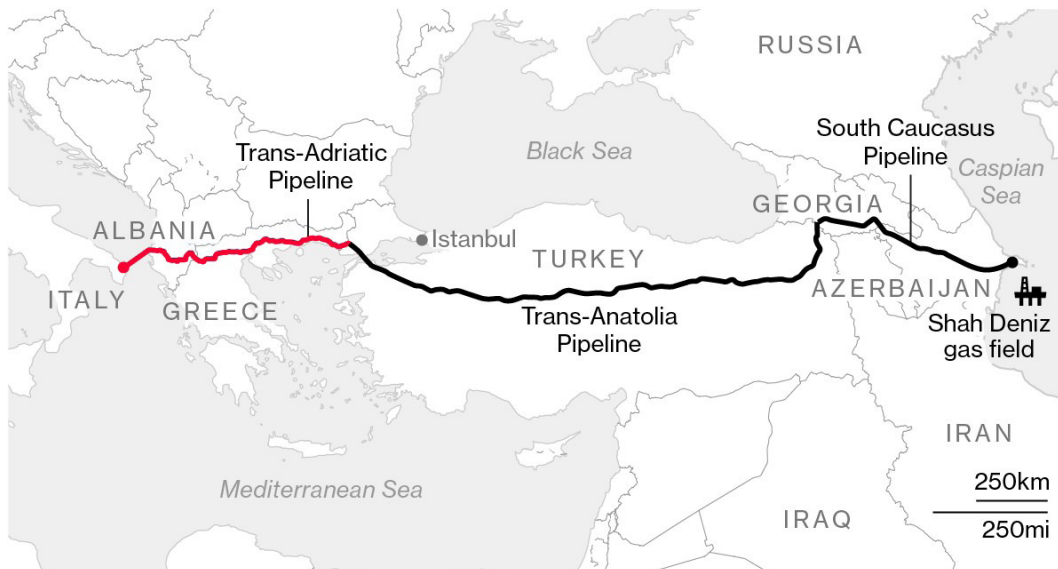 RUSSIA
South Caucasus
Pipeline
Black Sea
Trans-Adriatic
Pipeline
Caspian
Sea
GEORGIA
ALBANIA
Istanbul
TURKEY
ITALY
GREECE
AZERBAIJAN
Trans-Anatolia
Pipeline
Shah Deniz
gas field
IRAN
Mediterranean Sea
250km
IRAQ
250mi